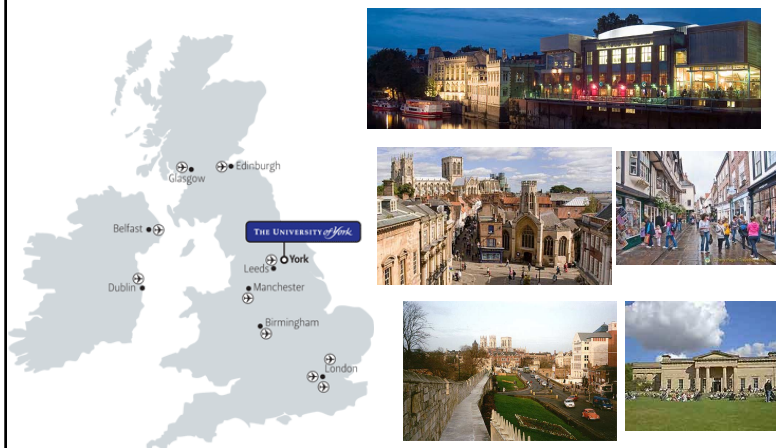 Glasgow
Edinburgh
Belfast
THE UNIVERSITY of York
York
Leeds
Dublin
Manchester
Birmingham
London